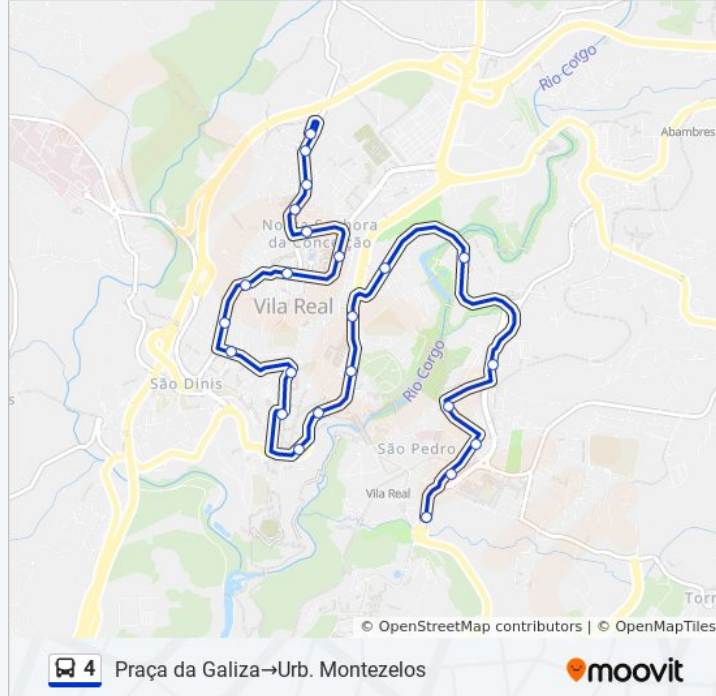 Rio Corgo
Abambres
Nossa Senhora
da Conceição
Vila Real
São Dinis
Rio Corgo
São Pedro
Vila Real
s
Torr
© OpenStreetMap contributors | © OpenMapTiles
4 Praça da Galiza→Urb. Montezelos
moovit